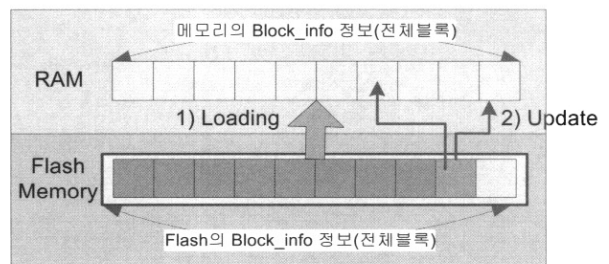 메모리의 Block_info 정보(전체블록)
RAM
1) Loading
2) Update
Flash
Memory
Flash의 Block_info 정보(전체블록)